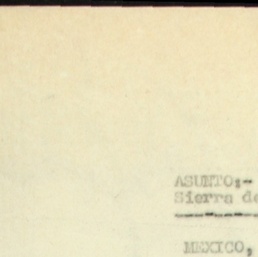 ASUNTO:-
Sierra de
MEXICO,